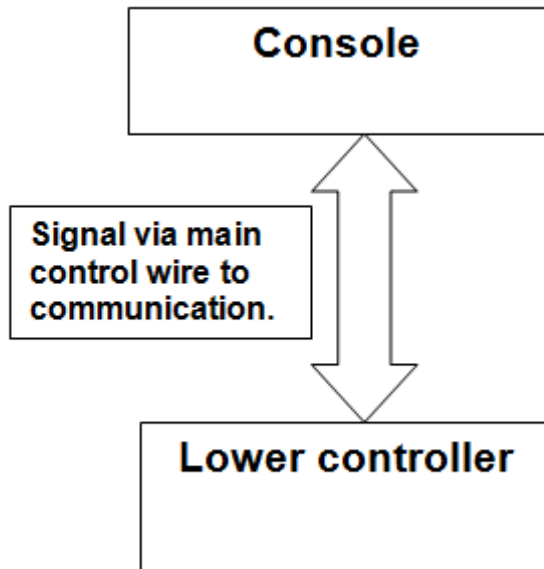 Console
Signal via main
control wire to
communication.
Lower controller